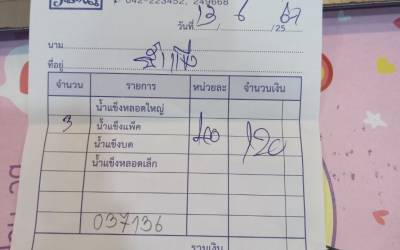 042-223452, 249668
วันที่ 13 / 6 / 25 67
นาม
ที่อยู่
จำนวน รายการ หน่วยละ จำนวนเงิน
น้ำแข็งหลอดใหญ่
3 น้ำแข็งแพ็ค 40 120
น้ำแข็งบด
น้ำแข็งหลอดเล็ก
037136
รวมเงิน